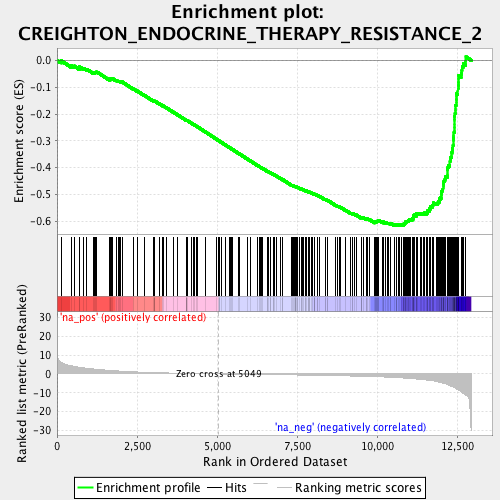 Enrichment plot:
CREIGHTON_ENDOCRINE_THERAPY_RESISTANCE_2
Enrichment score (ES)
0.0
-0.1
-0.2
-0.3
-0.4
-0.5
-0.6
Ranked list metric (PreRanked)
30
20
10
0
-10
-20
-30
'na_pos' (positively correlated)
Zero cross at 5049
'na_neg' (negatively correlated)
0
2,500
5,000
7,500
10,000
12,500
Rank in Ordered Dataset
Enrichment profile
Hits
Ranking metric scores